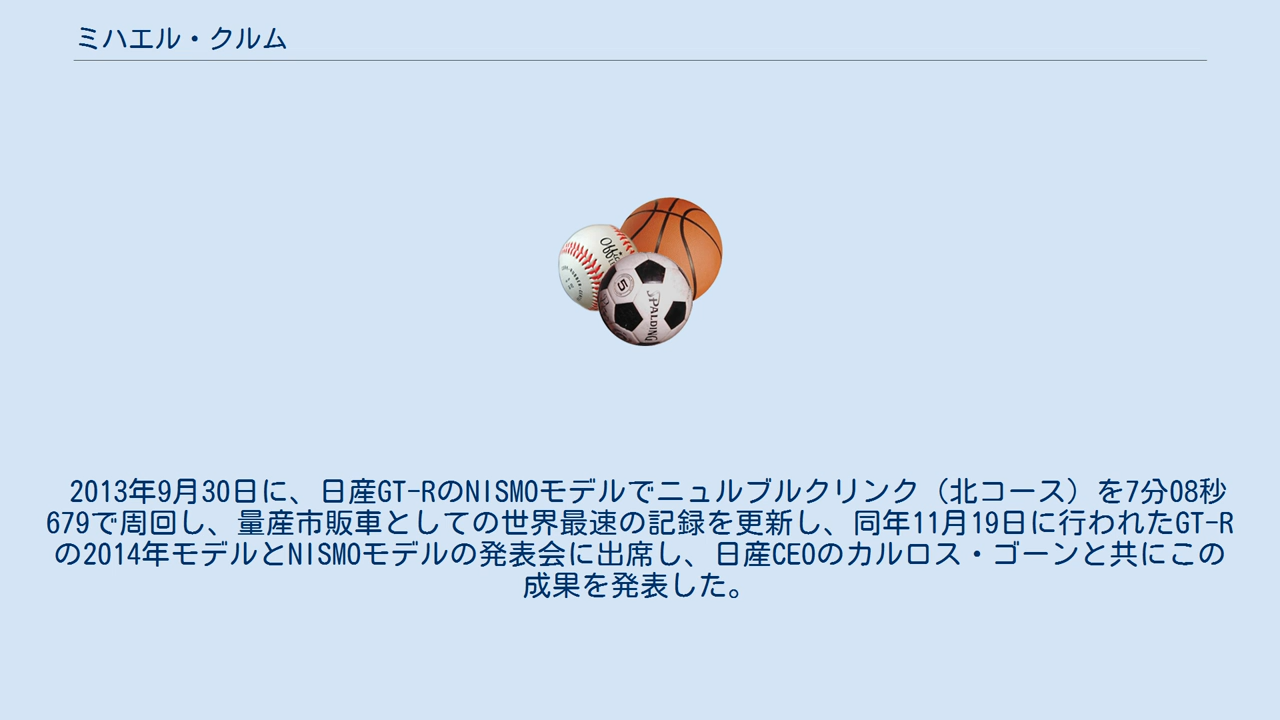 ミハエル・クルム
Offic
5
SPALDING
2013年9月30日に、日産GT-RのNISMOモデルでニュルブルクリンク（北コース）を7分08秒
679で周回し、量産市販車としての世界最速の記録を更新し、同年11月19日に行われたGT-R
の2014年モデルとNISMOモデルの発表会に出席し、日産CEOのカルロス・ゴーンと共にこの
成果を発表した。